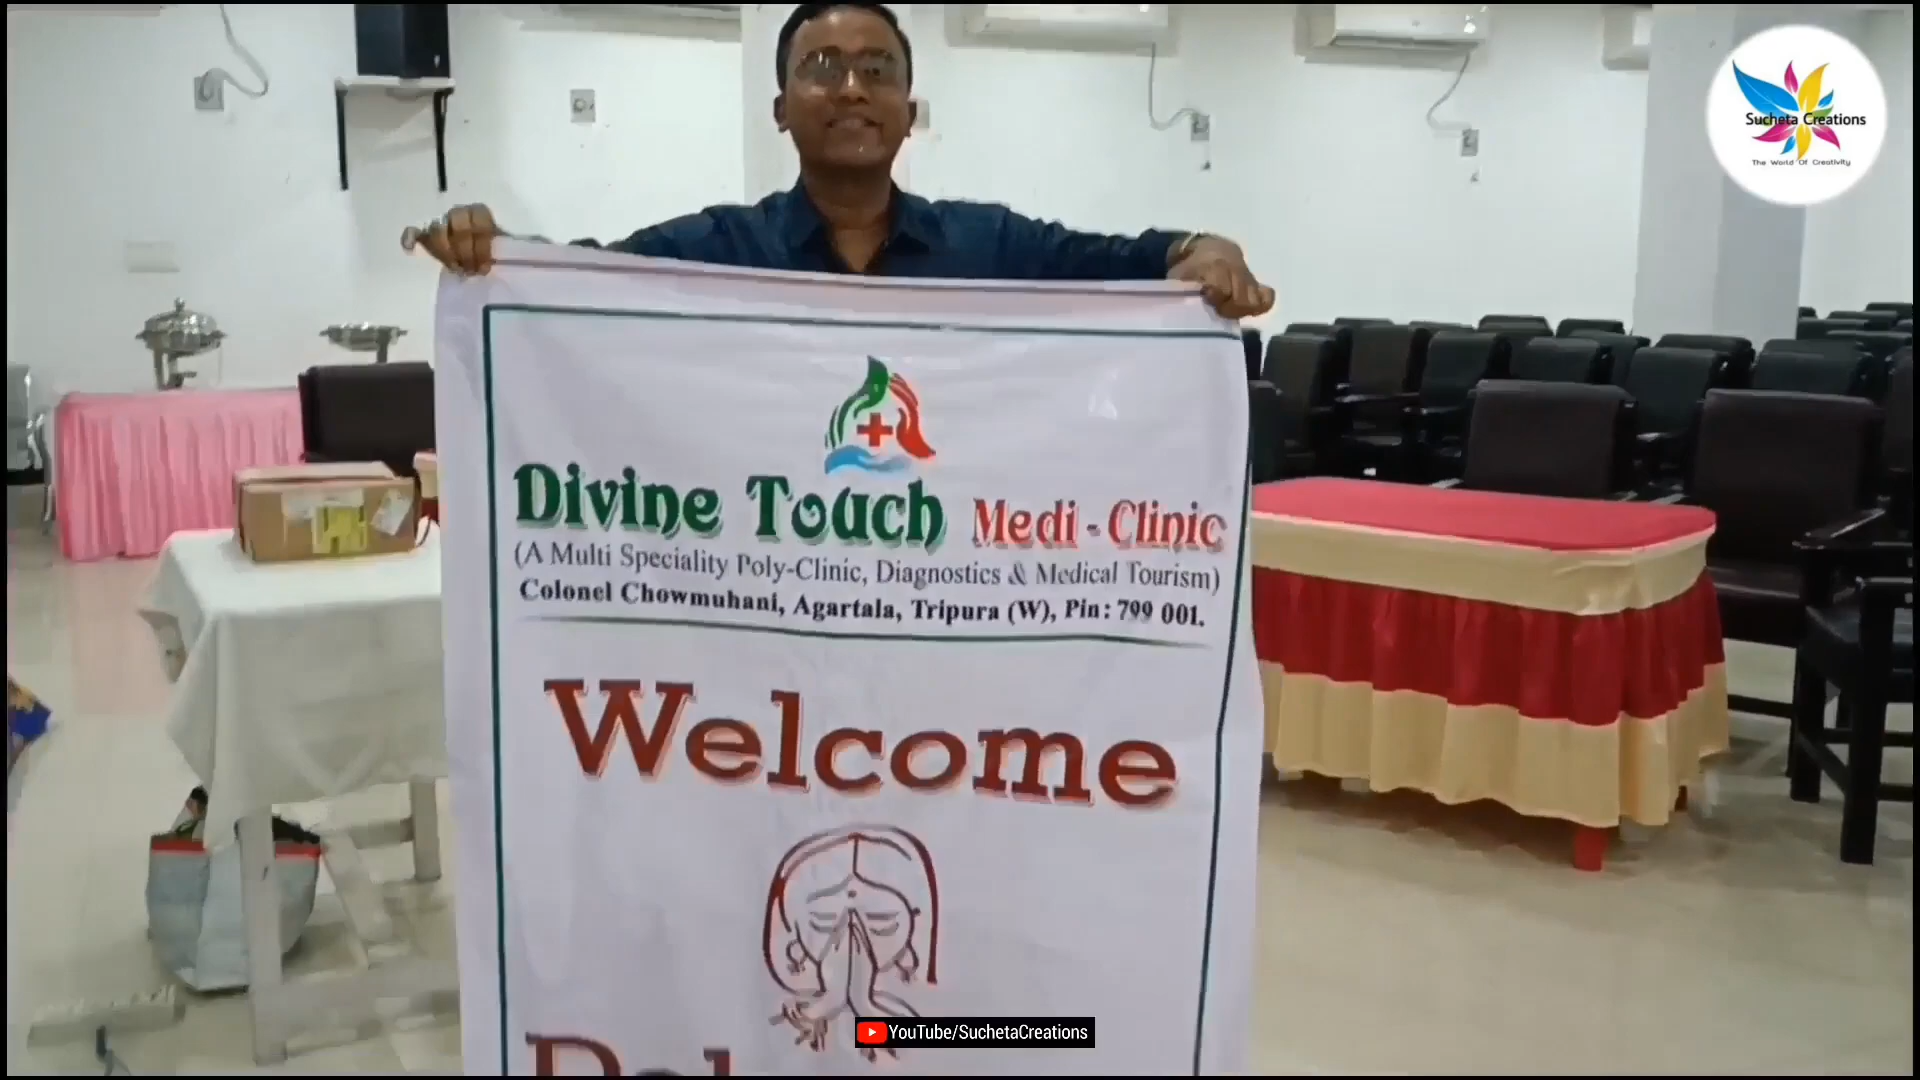 Sucheta Creations
The World Of Creativity
Divine Touch Medi - Clinic
(A Multi Speciality Poly-Clinic, Diagnostics & Medical Tourism)
Colonel Chowmuhani, Agartala, Tripura (W), Pin: 799 001.
Welcome
YouTube/SuchetaCreations